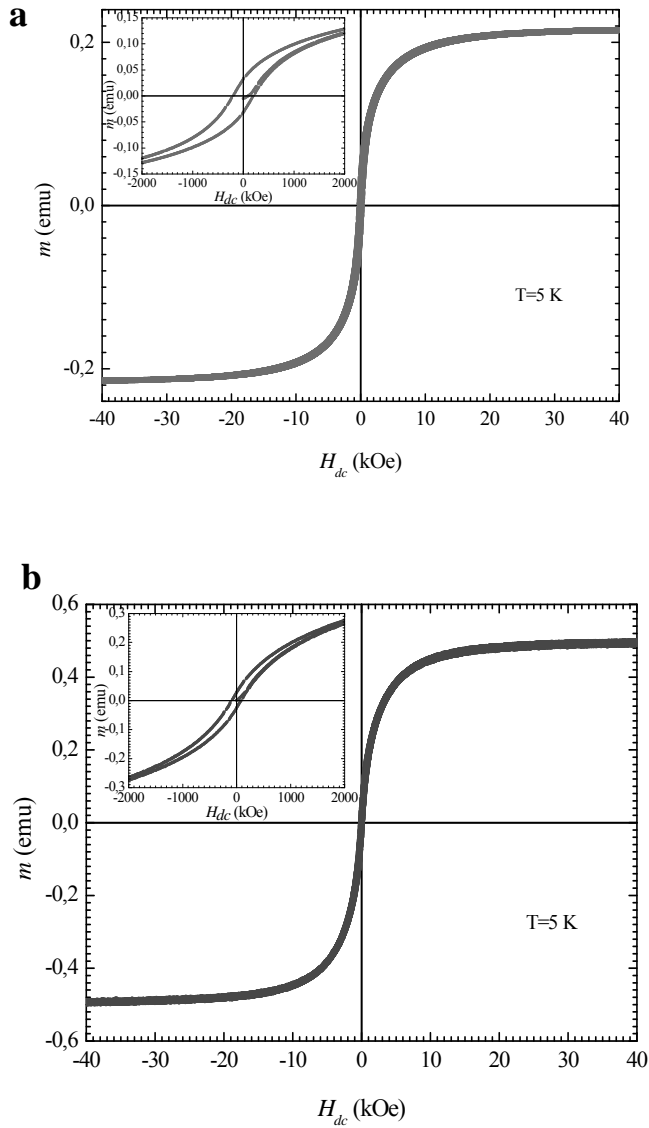 a
0,2
0,0
-0,2
m (emu)
-40 -30 -20 -10 0 10 20 30 40
H_dc (kOe)
T=5 K
0,15
0,10
0,05
0,00
-0,05
-0,10
-0,15
m (emu)
-2000 -1000 0 1000 2000
H_dc (kOe)
b
0,6
0,4
0,2
0,0
-0,2
-0,4
-0,6
m (emu)
-40 -30 -20 -10 0 10 20 30 40
H_dc (kOe)
T=5 K
0,3
0,2
0,1
0,0
-0,1
-0,2
-0,3
m (emu)
-2000 -1000 0 1000 2000
H_dc (kOe)